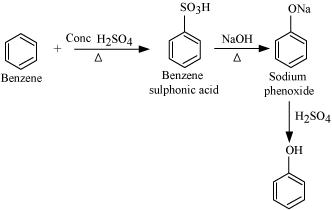 SO₃H
ONa
+ Conc H₂SO₄
Δ
NaOH
Δ
Benzene
Benzene
sulphonic acid
Sodium
phenoxide
H₂SO₄
OH